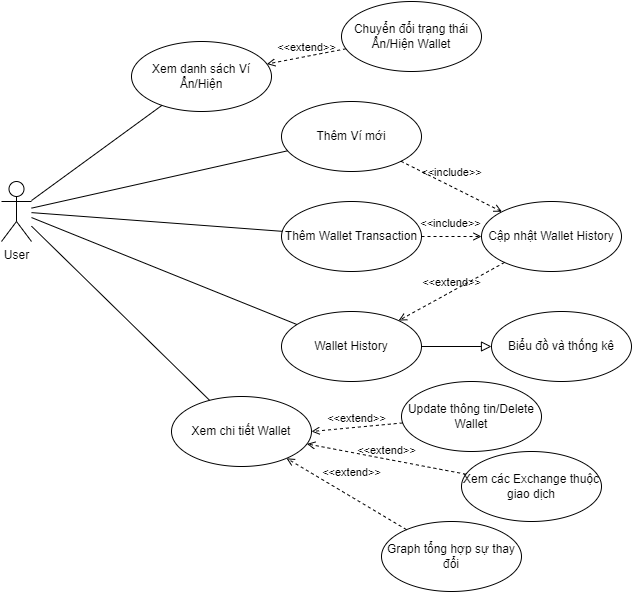 Chuyển đổi trạng thái
Ẩn/Hiện Wallet
<<extend>>
Xem danh sách Ví
Ẩn/Hiện
Thêm Ví mới
<<include>>
User
Thêm Wallet Transaction
<<include>>
Cập nhật Wallet History
<<extend>>
Wallet History
Biểu đồ và thống kê
Xem chi tiết Wallet
<<extend>>
Update thông tin/Delete
Wallet
<<extend>>
Xem các Exchange thuộc
giao dịch
<<extend>>
Graph tổng hợp sự thay
đổi